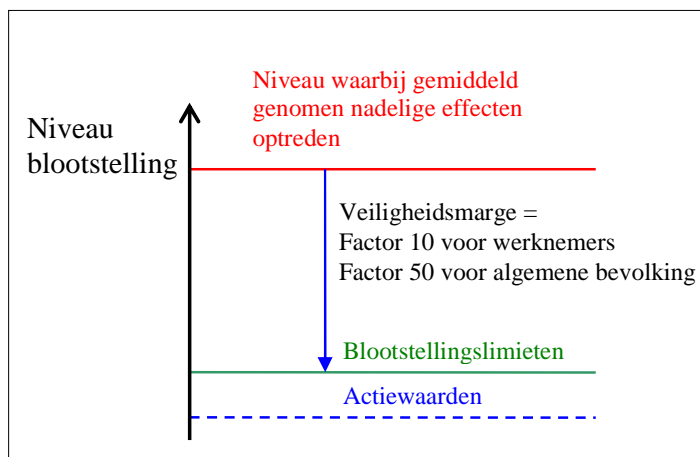 Niveau waarbij gemiddeld
genomen nadelige effecten
optreden
Niveau
blootstelling
Veiligheidsmarge =
Factor 10 voor werknemers
Factor 50 voor algemene bevolking
Blootstellingslimieten
Actiewaarden